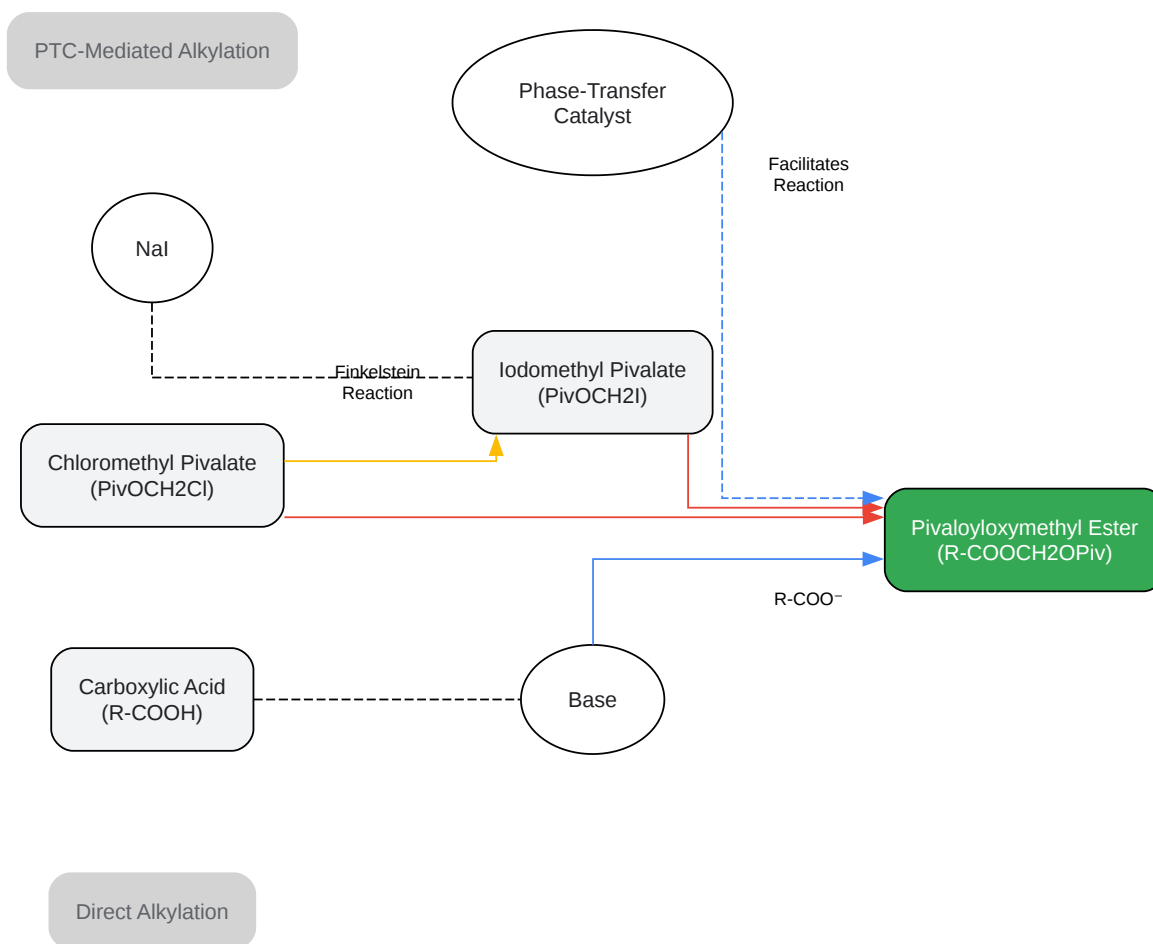 PTC-Mediated Alkylation
Phase-Transfer
Catalyst
Facilitates
Reaction
NaI
Finkelstein
Reaction
Iodomethyl Pivalate
(PivOCH2I)
Chloromethyl Pivalate
(PivOCH2Cl)
Pivaloyloxymethyl Ester
(R-COOCH2OPiv)
R-COO⁻
Carboxylic Acid
(R-COOH)
Base
Direct Alkylation